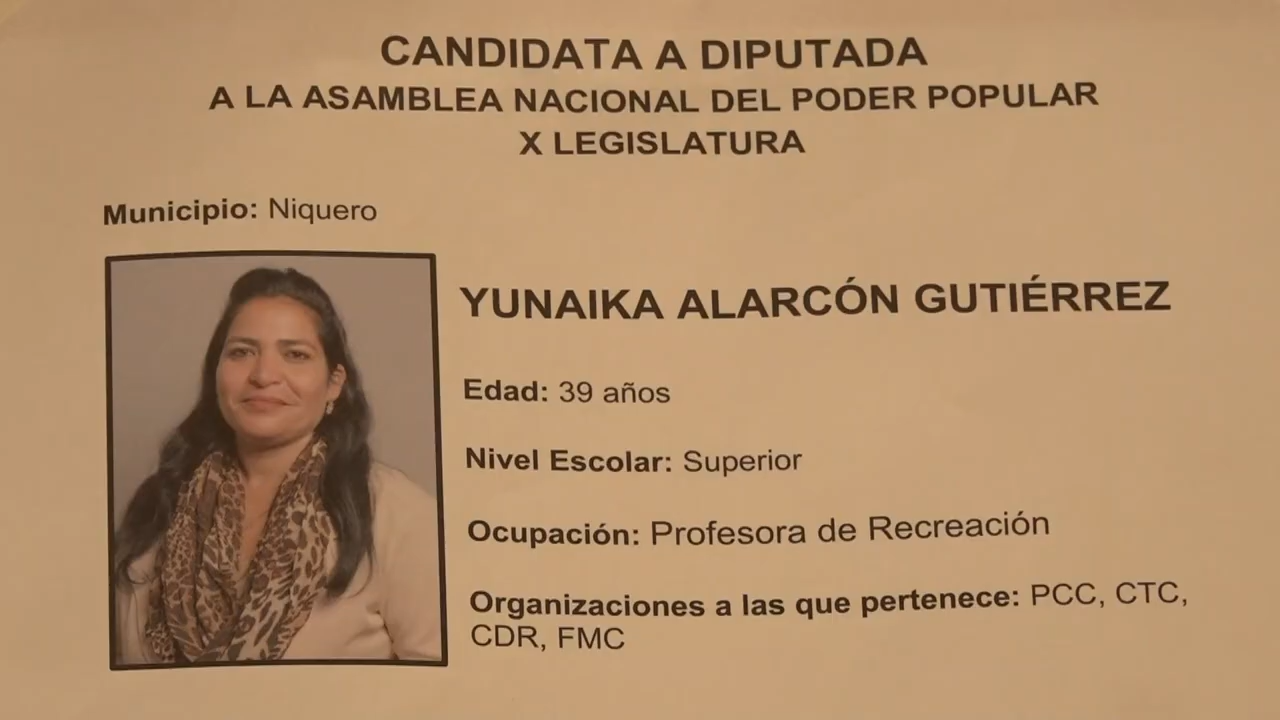 CANDIDATA A DIPUTADA
A LA ASAMBLEA NACIONAL DEL PODER POPULAR
X LEGISLATURA
Municipio: Niquero
YUNAIKA ALARCÓN GUTIÉRREZ
Edad: 39 años
Nivel Escolar: Superior
Ocupación: Profesora de Recreación
Organizaciones a las que pertenece: PCC, CTC,
CDR, FMC